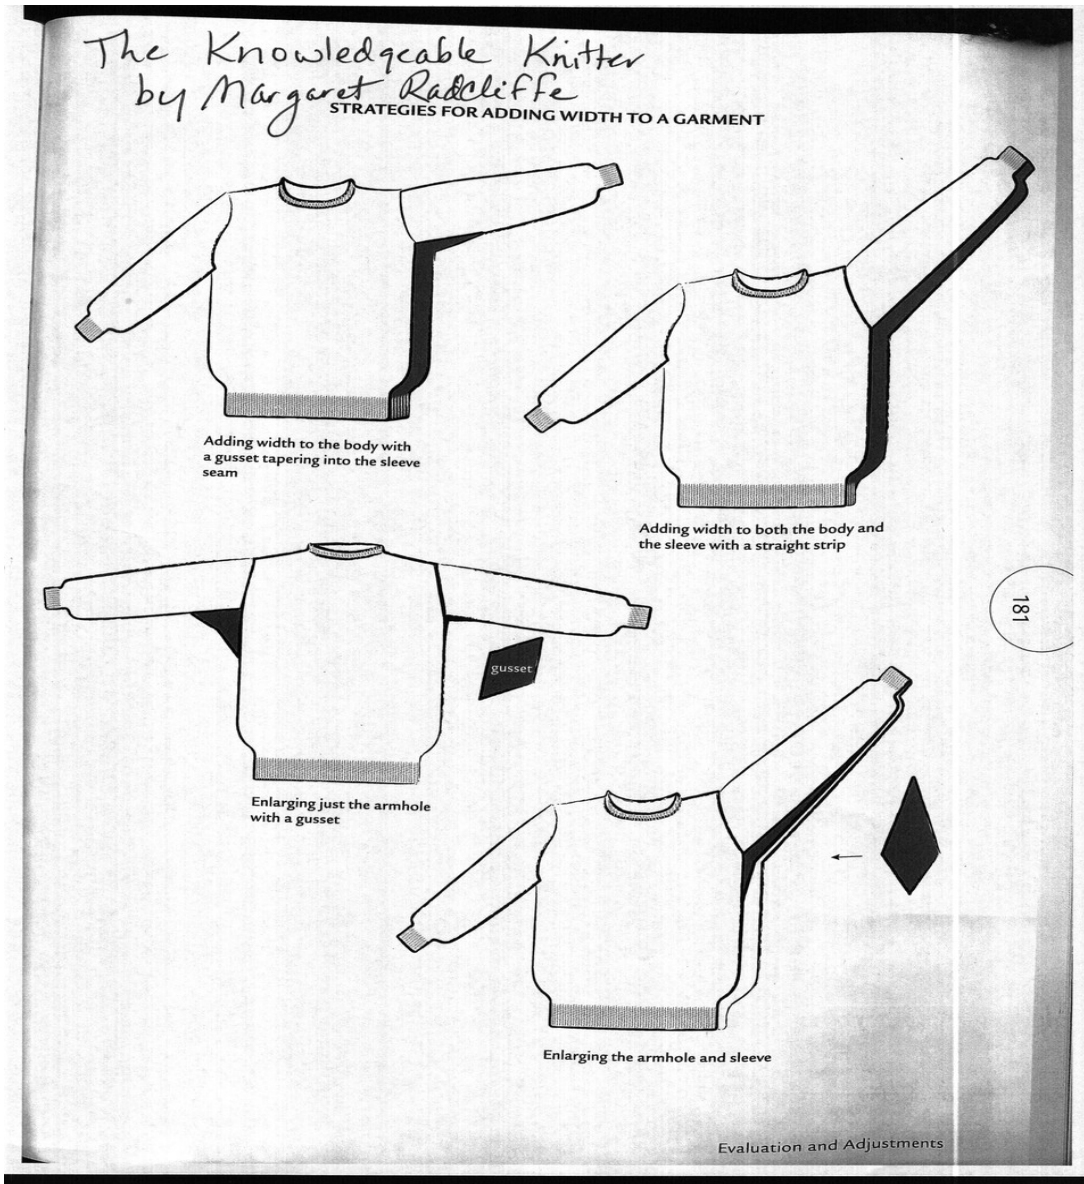 The Knowledgeable Knitter
by Margaret Radcliffe
STRATEGIES FOR ADDING WIDTH TO A GARMENT
Adding width to the body with
a gusset tapering into the sleeve
seam
Adding width to both the body and
the sleeve with a straight strip
181
gusset
Enlarging just the armhole
with a gusset
Enlarging the armhole and sleeve
Evaluation and Adjustments